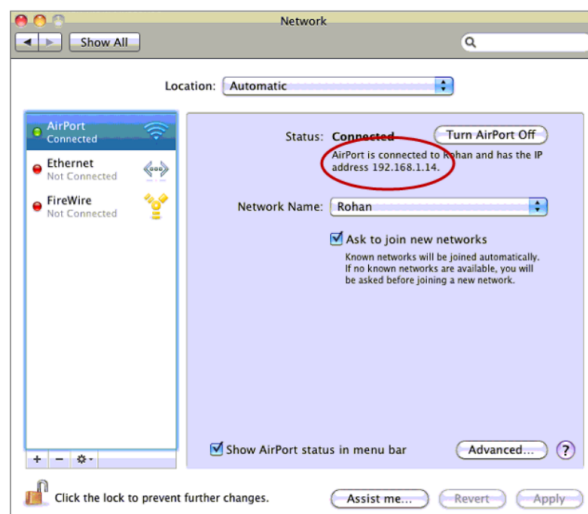 Network
Show All
Location: Automatic
AirPort
Connected
Ethernet
Not Connected
FireWire
Not Connected
Status: Connected
Turn AirPort Off
AirPort is connected to Rohan and has the IP
address 192.168.1.14.
Network Name: Rohan
Ask to join new networks
Known networks will be joined automatically.
If no known networks are available, you will
be asked before joining a new network.
Show AirPort status in menu bar
Advanced...
?
Click the lock to prevent further changes.
Assist me...
Revert
Apply